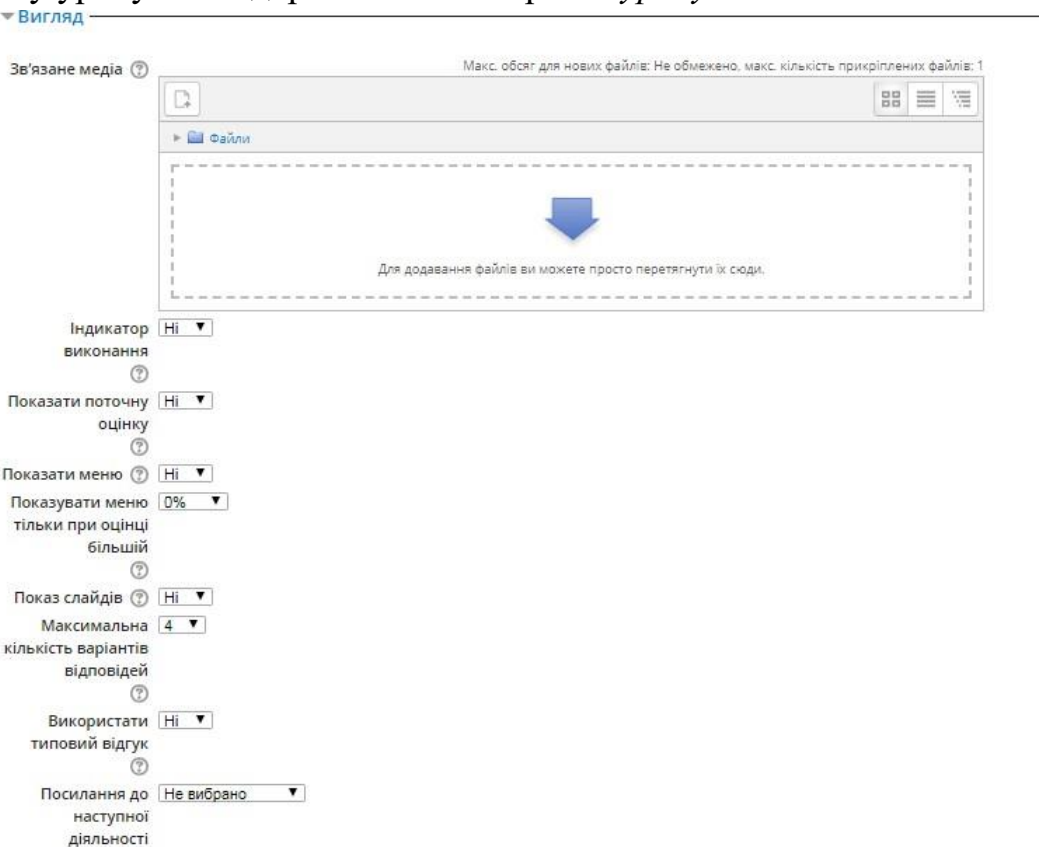 Вигляд
Зв'язане медіа
Макс. обсяг для нових файлів: Не обмежено, макс. кількість прикріплених файлів: 1
Файли
Для додавання файлів ви можете просто перетягнути їх сюди.
Індикатор Ні
виконання
Показати поточну Ні
оцінку
Показати меню Ні
Показувати меню 0%
тільки при оцінці
більшій
Показ слайдів Ні
Максимальна 4
кількість варіантів
відповідей
Використати Ні
типовий відгук
Посилання до Не вибрано
наступної
діяльності